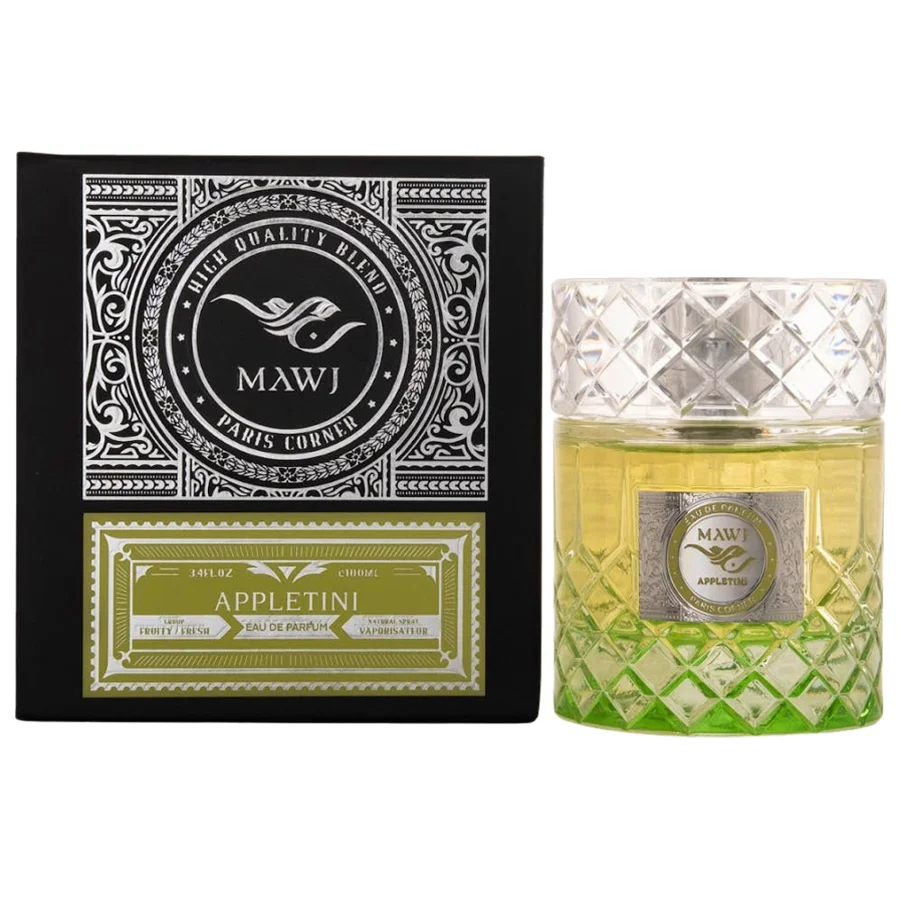 HIGH QUALITY BLEND
MAWJ
PARIS CORNER
3.4FL.OZ e100ML
APPLETINI
GROUP
FRUITY / FRESH
EAU DE PARFUM
NATURAL SPRAY
VAPORISATEUR
EAU DE PARFUM
MAWJ
APPLETINI
PARIS CORNER